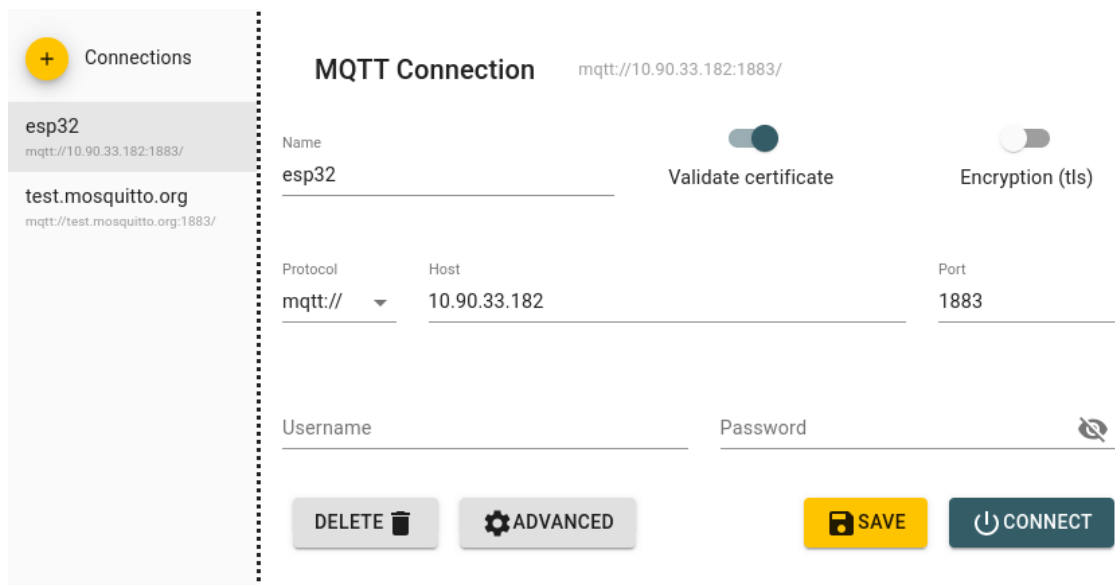 + Connections
esp32
mqtt://10.90.33.182:1883/
test.mosquitto.org
mqtt://test.mosquitto.org:1883/
MQTT Connection mqtt://10.90.33.182:1883/
Name
esp32
Validate certificate
Encryption (tls)
Protocol Host Port
mqtt:// 10.90.33.182 1883
Username Password
DELETE ADVANCED SAVE CONNECT